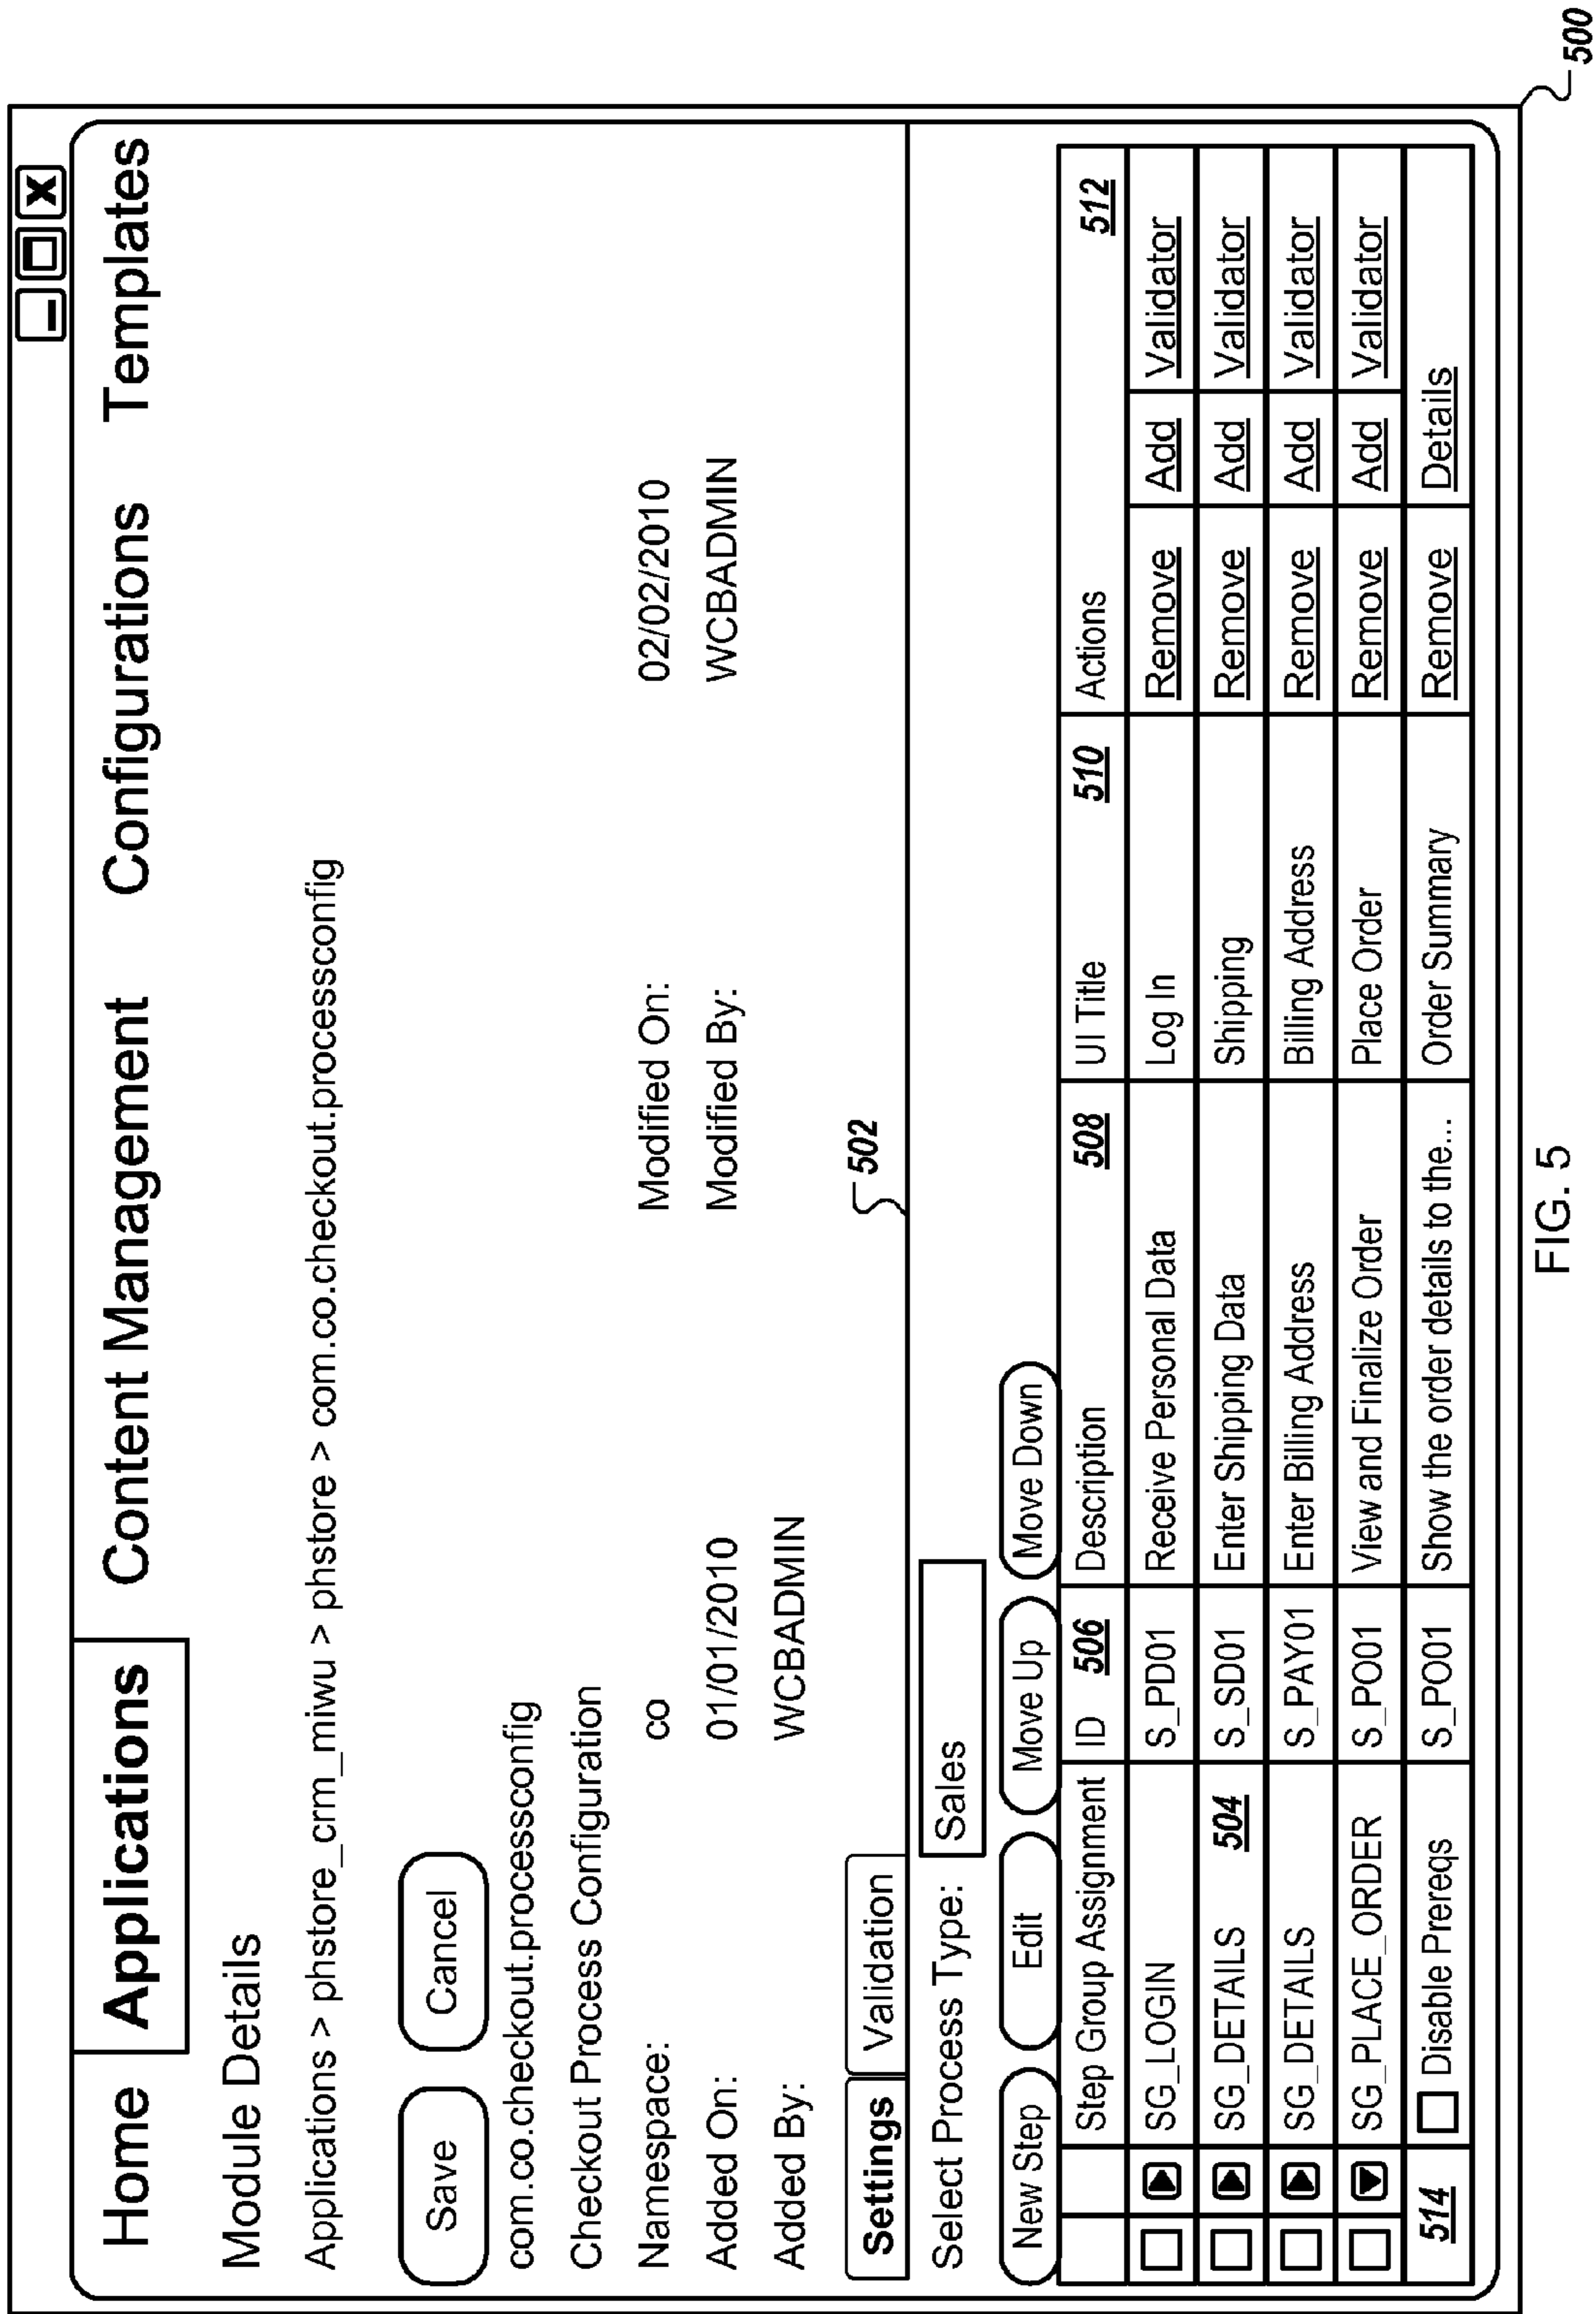 Home Applications Content Management Configurations Templates
Module Details
Applications > phstore_crm_miwu > phstore > com.co.checkout.processconfig
Save Cancel
com.co.checkout.processconfig
Checkout Process Configuration
Namespace: co Modified On: 02/02/2010
Added On: 01/01/2010 Modified By: WCBADMIN
Added By: WCBADMIN
Settings Validation 502
Select Process Type: Sales
New Step Edit Move Up Move Down
Step Group Assignment ID 506 Description 508 UI Title 510 Actions 512
SG_LOGIN S_PD01 Receive Personal Data Log In Remove Add Validator
SG_DETAILS 504 S_SD01 Enter Shipping Data Shipping Remove Add Validator
SG_DETAILS S_PAY01 Enter Billing Address Billing Address Remove Add Validator
SG_PLACE_ORDER S_PO01 View and Finalize Order Place Order Remove Add Validator
514 Disable Prereqs S_PO01 Show the order details to the... Order Summary Remove Details
500
FIG. 5